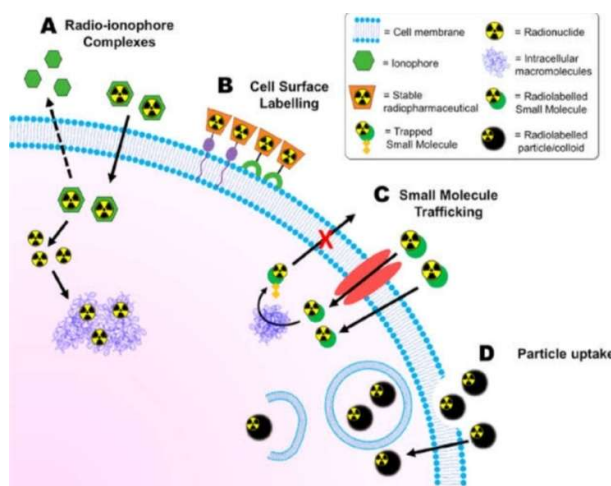 A Radio-ionophore
Complexes
B Cell Surface
Labelling
= Cell membrane
= Radionuclide
= Ionophore
= Intracellular
macromolecules
= Stable
radiopharmaceutical
= Radiolabelled
Small Molecule
= Trapped
Small Molecule
= Radiolabelled
particle/colloid
C Small Molecule
Trafficking
X
D Particle uptake